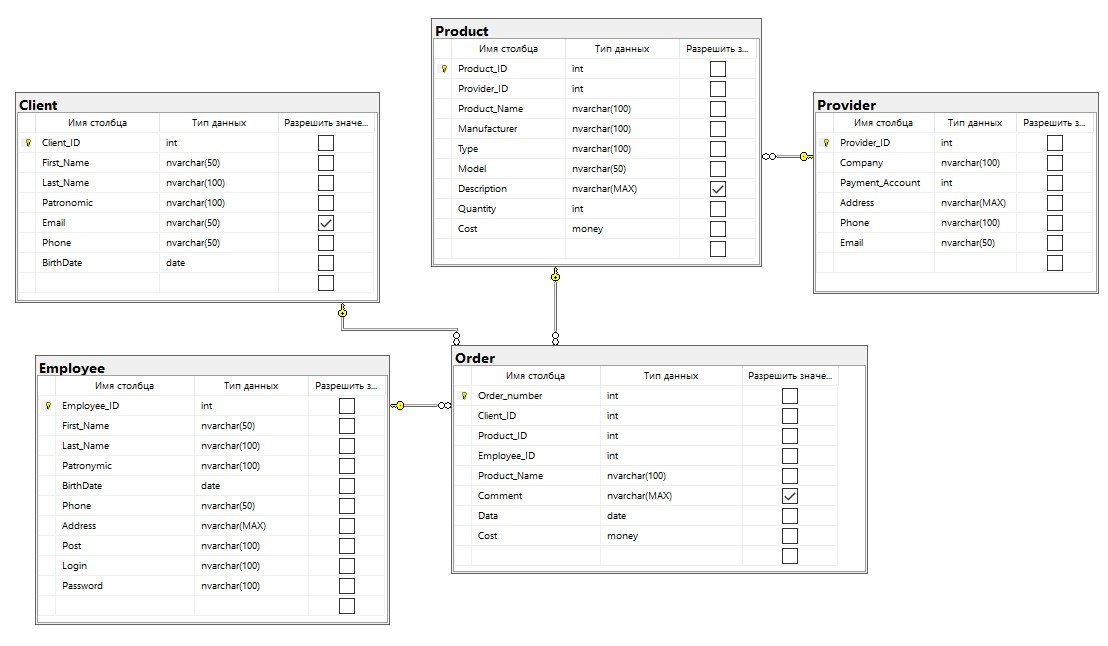 Product
Имя столбца Тип данных Разрешить з...
Product_ID int
Provider_ID int
Product_Name nvarchar(100)
Manufacturer nvarchar(100)
Type nvarchar(100)
Model nvarchar(50)
Description nvarchar(MAX)
Quantity int
Cost money
Client
Имя столбца Тип данных Разрешить значе...
Client_ID int
First_Name nvarchar(50)
Last_Name nvarchar(100)
Patronomic nvarchar(100)
Email nvarchar(50)
Phone nvarchar(50)
BirthDate date
Provider
Имя столбца Тип данных Разрешить з...
Provider_ID int
Company nvarchar(100)
Payment_Account int
Address nvarchar(MAX)
Phone nvarchar(100)
Email nvarchar(50)
Employee
Имя столбца Тип данных Разрешить з...
Employee_ID int
First_Name nvarchar(50)
Last_Name nvarchar(100)
Patronymic nvarchar(100)
BirthDate date
Phone nvarchar(50)
Address nvarchar(MAX)
Post nvarchar(100)
Login nvarchar(100)
Password nvarchar(100)
Order
Имя столбца Тип данных Разрешить значе...
Order_number int
Client_ID int
Product_ID int
Employee_ID int
Product_Name nvarchar(100)
Comment nvarchar(MAX)
Data date
Cost money